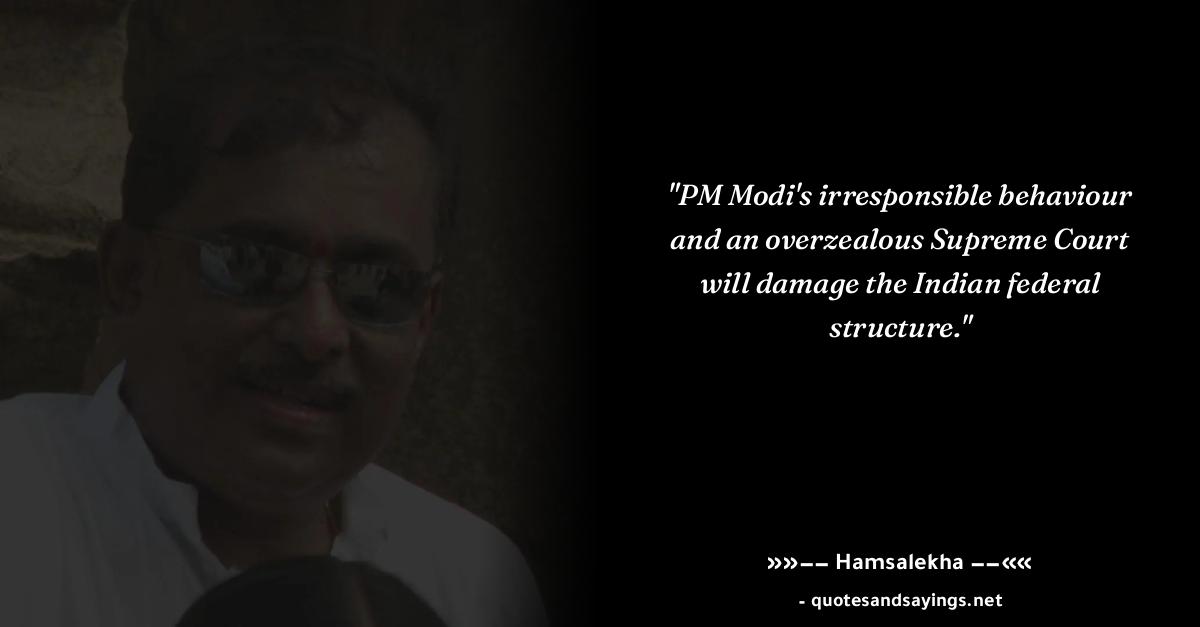 "PM Modi's irresponsible behaviour
and an overzealous Supreme Court
will damage the Indian federal
structure."
»»−− Hamsalekha −−««
- quotesandsayings.net